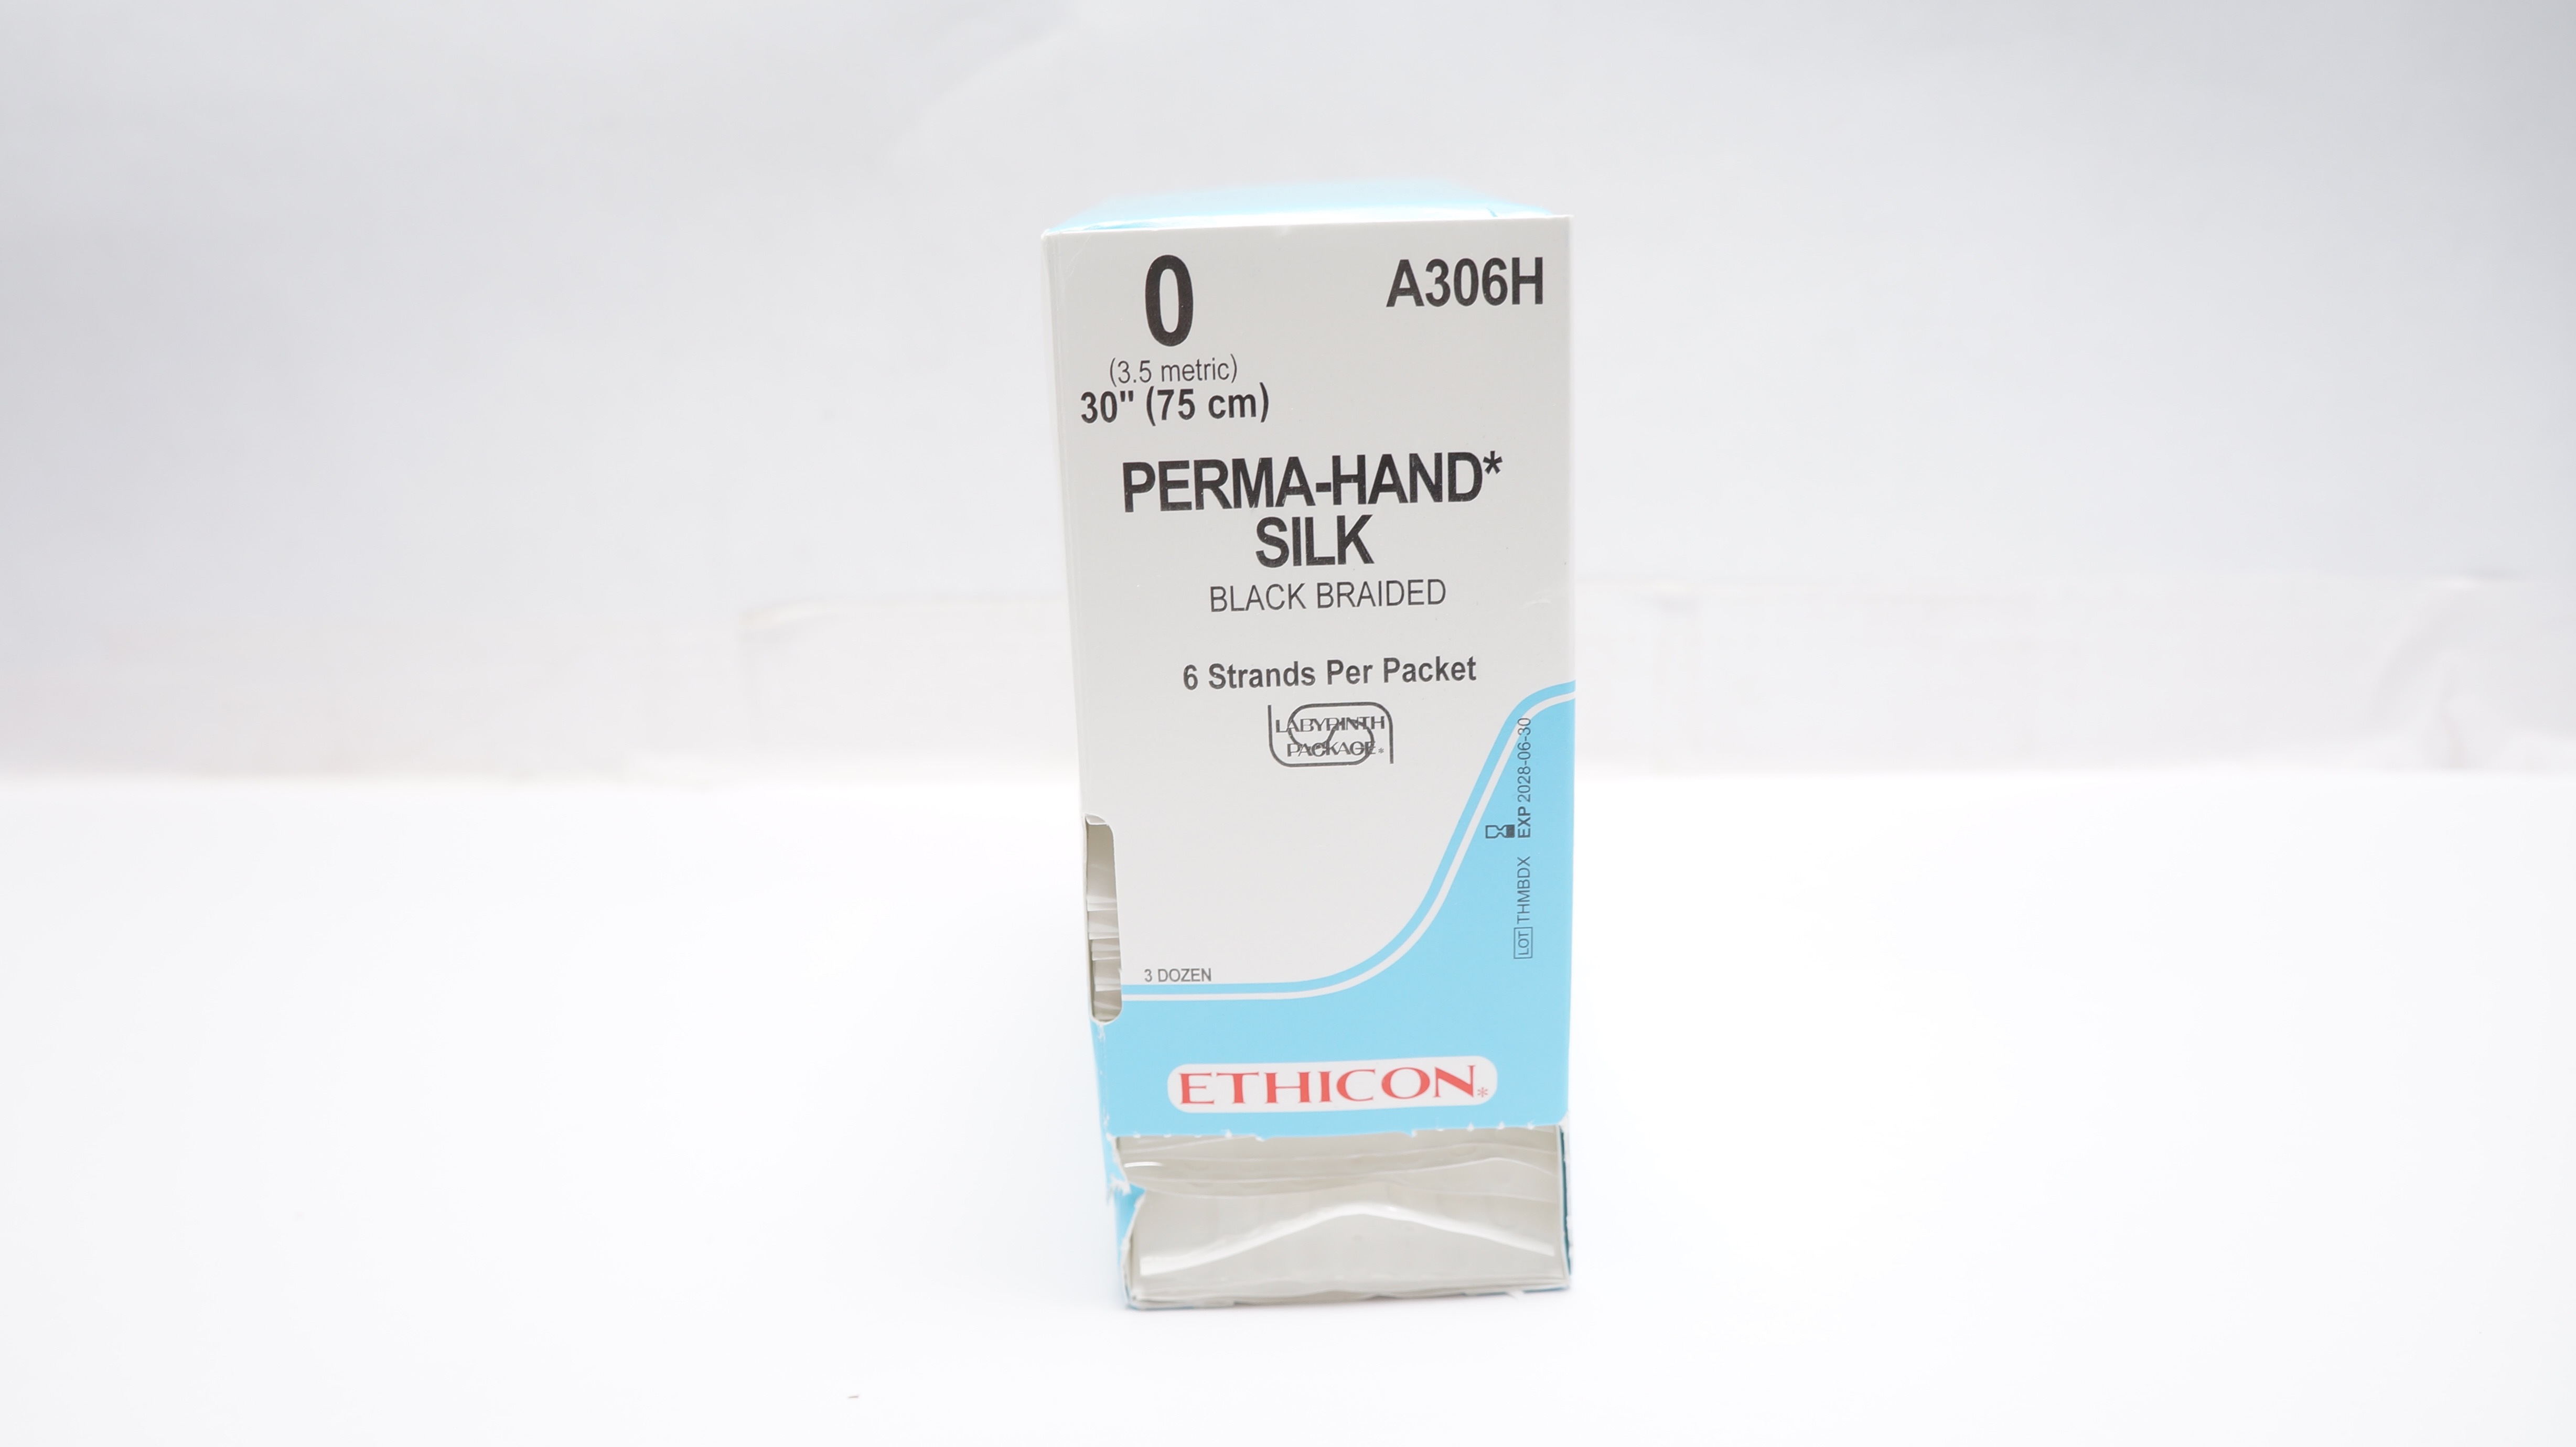 0
A306H
(3.5 metric)
30" (75 cm)
PERMA-HAND*
SILK
BLACK BRAIDED
6 Strands Per Packet
LABYRINTH
PACKAGE®
3 DOZEN
LOT THMBDX EXP 2028-06-30
ETHICON*